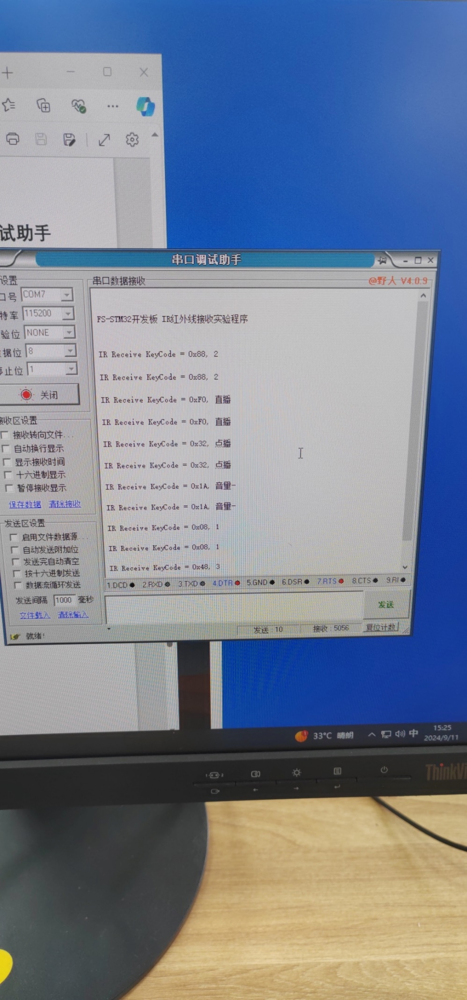 试助手
串口调试助手
设置
串口数据接收
@野人 V4.0.9
口号 COM7
特率 115200
验位 NONE
据位 8
停止位 1
关闭
FS-STM32开发板 IR红外线接收实验程序
IR Receive KeyCode = 0x88, 2
IR Receive KeyCode = 0x88, 2
IR Receive KeyCode = 0xF0, 直播
IR Receive KeyCode = 0xF0, 直播
IR Receive KeyCode = 0x32, 点播
IR Receive KeyCode = 0x32, 点播
IR Receive KeyCode = 0x1A, 音里-
IR Receive KeyCode = 0x1A, 音里-
IR Receive KeyCode = 0x08, 1
IR Receive KeyCode = 0x08, 1
IR Receive KeyCode = 0x48, 3
接收区设置
接收转向文件...
自动换行显示
显示接收时间
十六进制显示
暂停接收显示
保存数据 清除接收
发送区设置
启用文件数据源...
自动发送附加位
发送完自动清空
按十六进制发送
数据流循环发送
发送间隔 1000 毫秒
文件载入 清除输入
1.DCD 2.RXD 3.TXD 4.DTR 5.GND 6.DSR 7.RTS 8.CTS 9.RI
发送
就绪!
发送 : 10
接收 : 5056
复位计数
33°C 晴朗
中
15:25
2024/9/11
1 2
ThinkVi